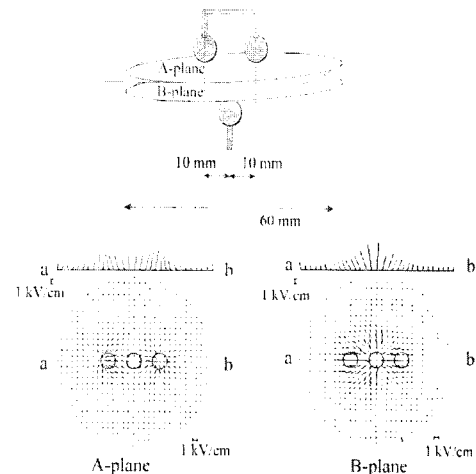 A-plane
B-plane
10 mm 10 mm
60 mm
a b a b
1 kV/cm 1 kV/cm
a b a b
1 kV/cm 1 kV/cm
A-plane B-plane